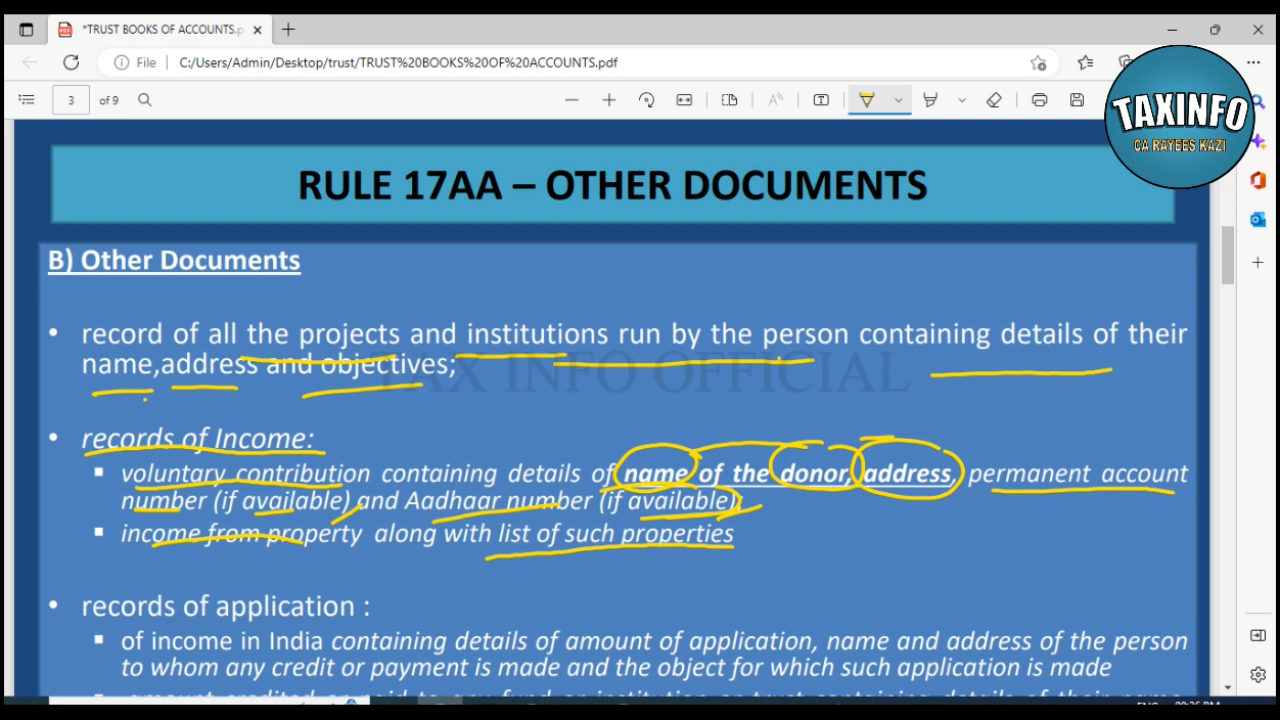 *TRUST BOOKS OF ACCOUNTS.p
File C:/Users/Admin/Desktop/trust/TRUST%20BOOKS%20OF%20ACCOUNTS.pdf
3 of 9
TAXINFO
CA RAYEES KAZI
RULE 17AA – OTHER DOCUMENTS
B) Other Documents
• record of all the projects and institutions run by the person containing details of their
name,address and objectives;
TAX INFO OFFICIAL
• records of Income:
▪ voluntary contribution containing details of name of the donor, address, permanent account
number (if available) and Aadhaar number (if available);
▪ income from property along with list of such properties
• records of application :
▪ of income in India containing details of amount of application, name and address of the person
to whom any credit or payment is made and the object for which such application is made